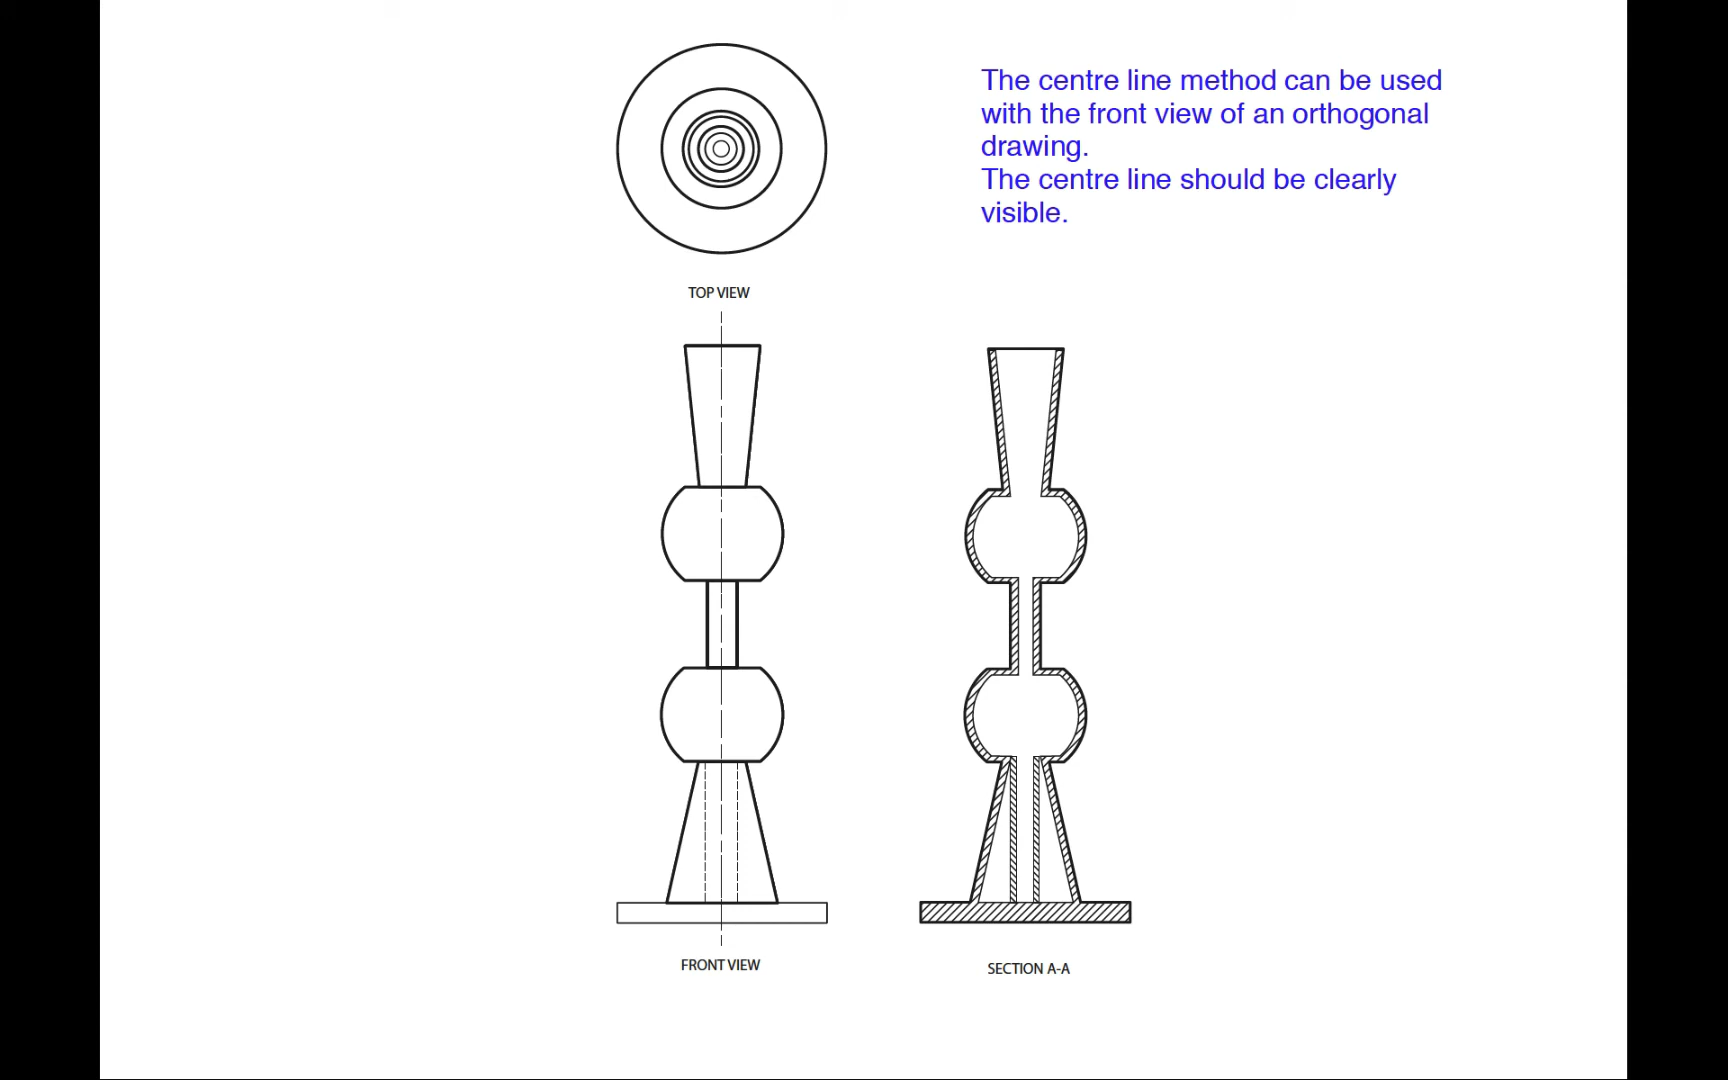 The centre line method can be used
with the front view of an orthogonal
drawing.
The centre line should be clearly
visible.
TOP VIEW
FRONT VIEW
SECTION A-A